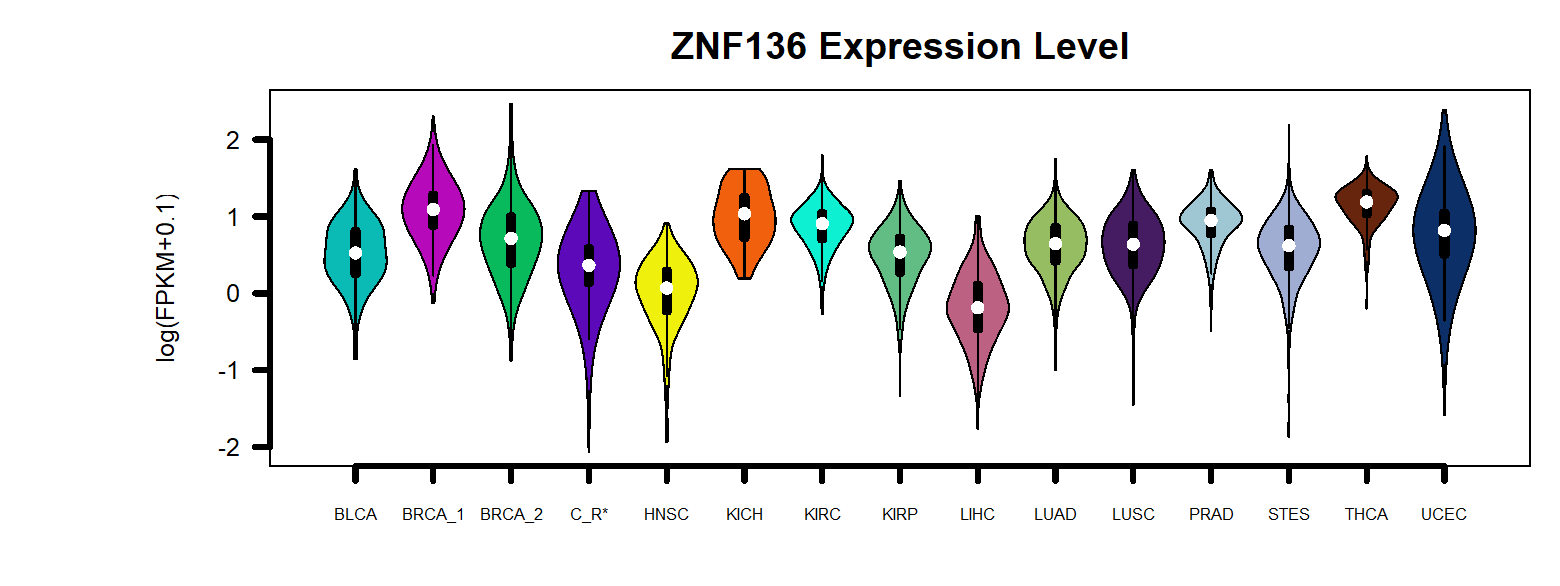 ZNF136 Expression Level
log(FPKM+0.1)
2
1
0
-1
-2
BLCA BRCA_1 BRCA_2 C_R* HNSC KICH KIRC KIRP LIHC LUAD LUSC PRAD STES THCA UCEC